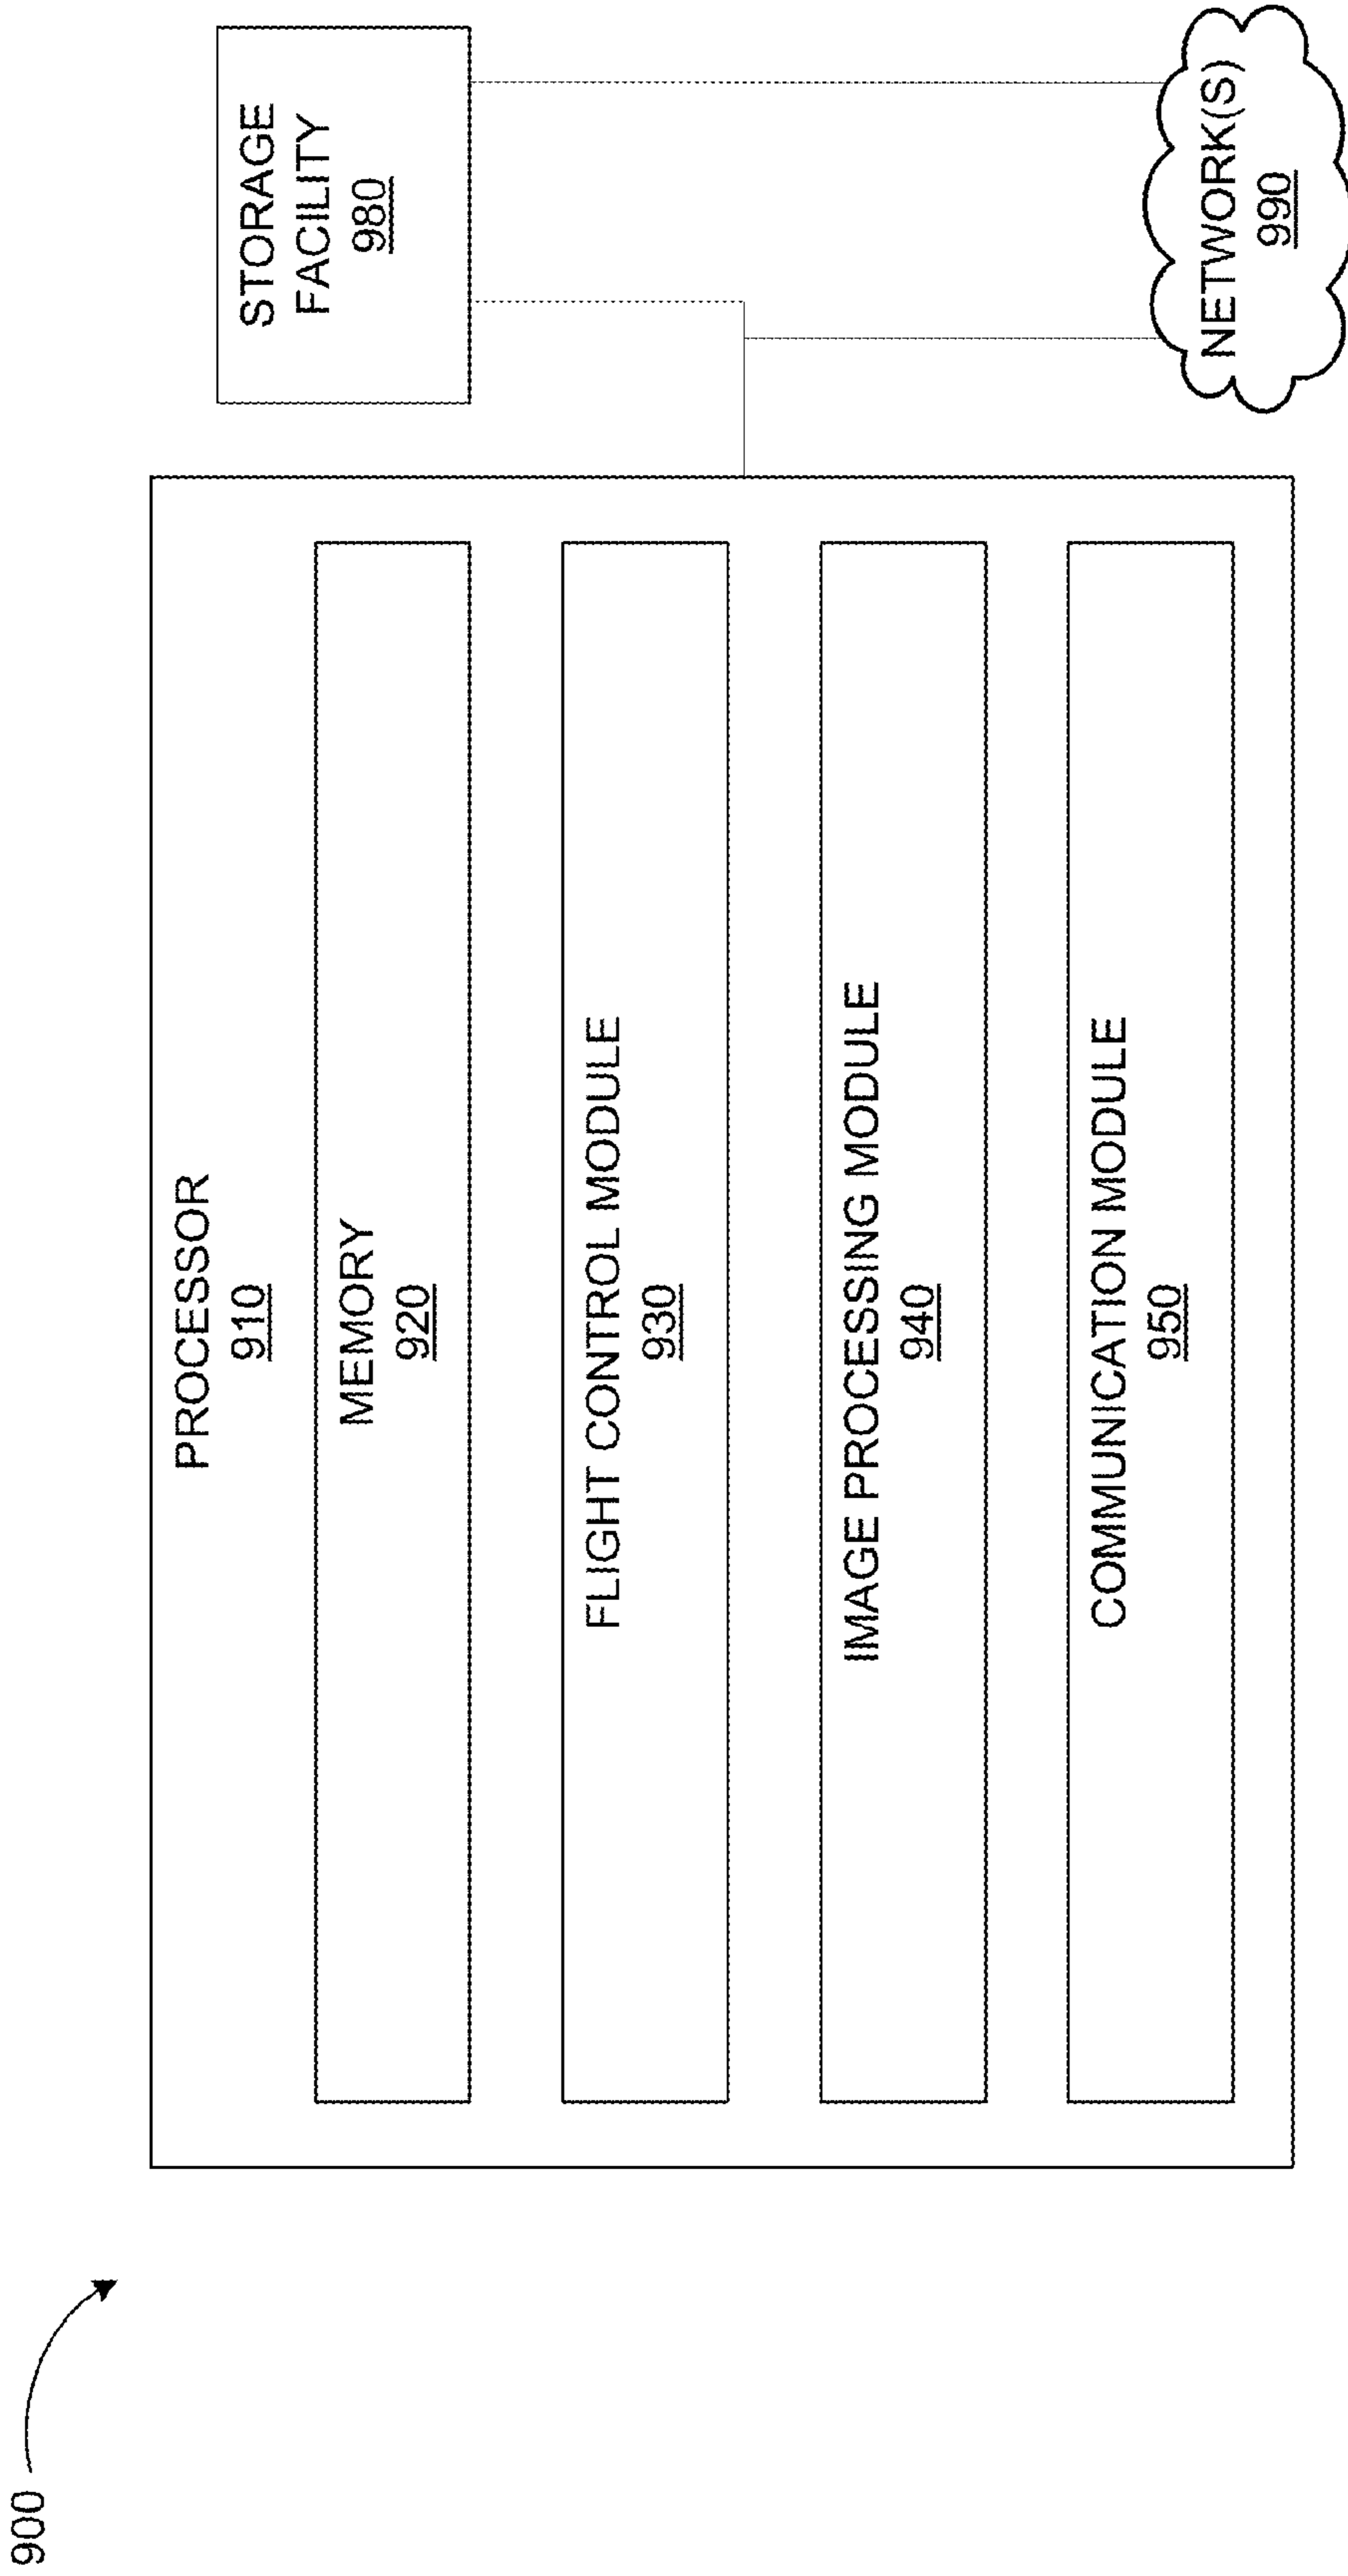 900
PROCESSOR
910
MEMORY
920
FLIGHT CONTROL MODULE
930
IMAGE PROCESSING MODULE
940
COMMUNICATION MODULE
950
STORAGE
FACILITY
980
NETWORK(S)
990